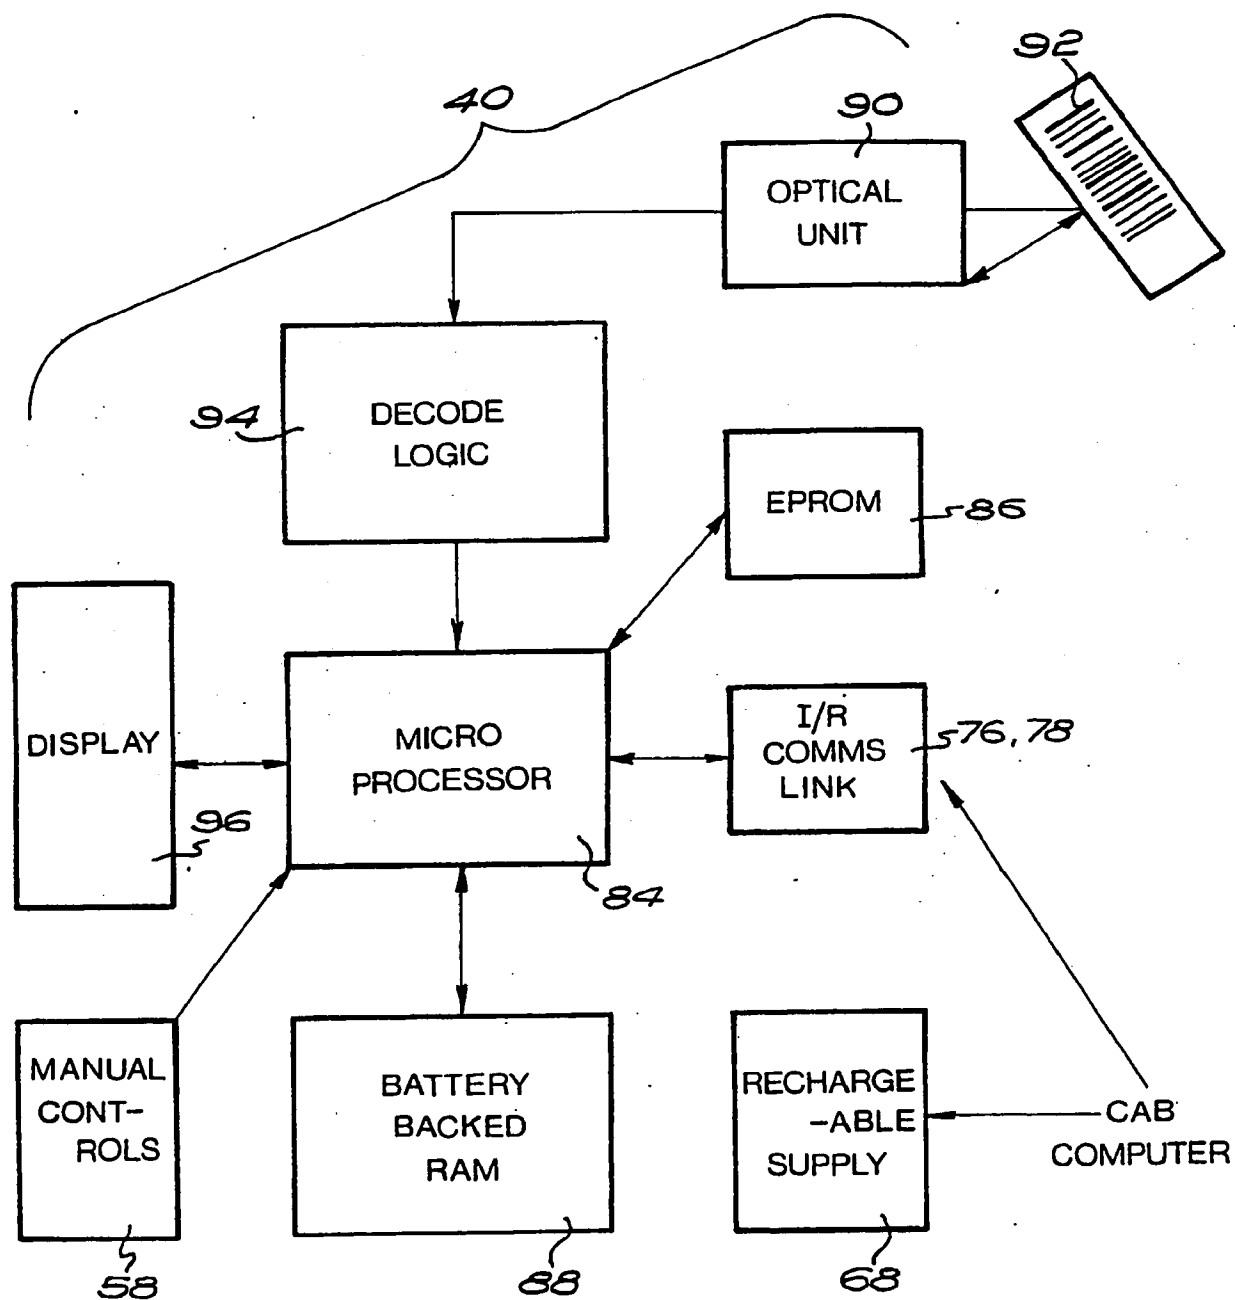 92
40
90
OPTICAL
UNIT
94
DECODE
LOGIC
EPROM
86
DISPLAY
96
MICRO
PROCESSOR
84
I/R
COMMS
LINK
76,78
MANUAL
CONT-
ROLS
58
BATTERY
BACKED
RAM
88
RECHARGE
-ABLE
SUPPLY
68
CAB
COMPUTER